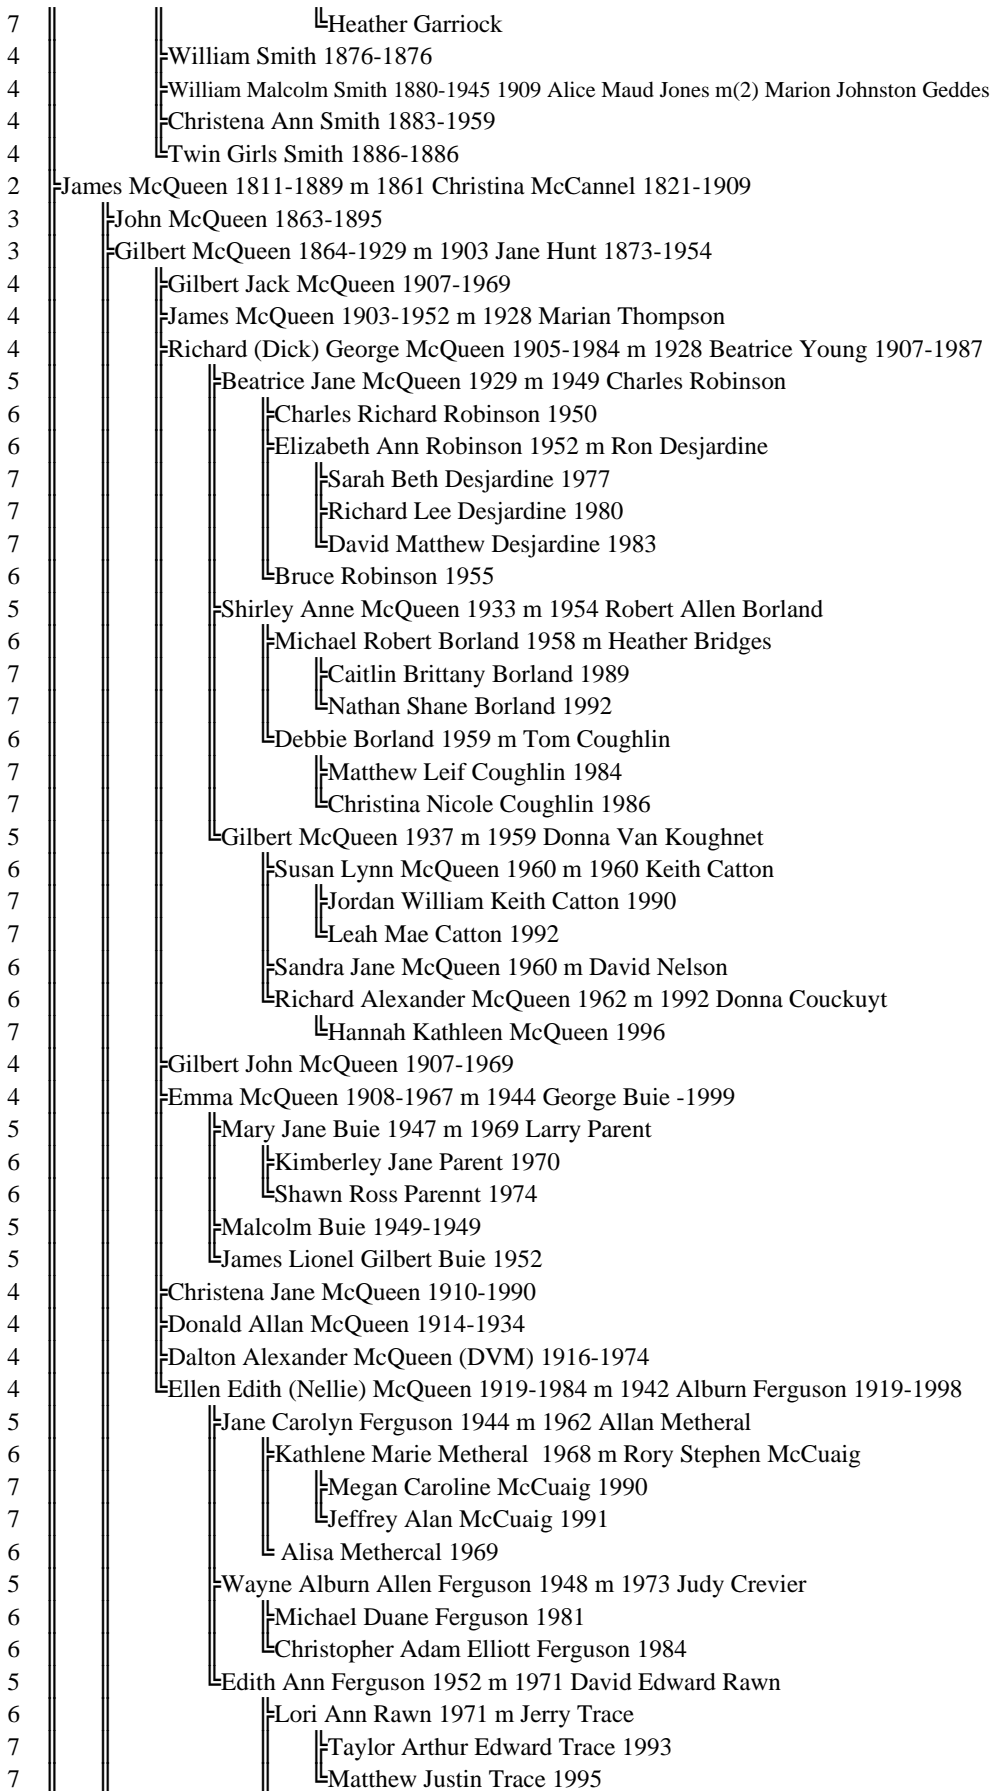 7 ║ ║ ╚Heather Garriock
4 ║ ╠William Smith 1876-1876
4 ║ ╠William Malcolm Smith 1880-1945 1909 Alice Maud Jones m(2) Marion Johnston Geddes
4 ║ ╠Christena Ann Smith 1883-1959
4 ║ ╚Twin Girls Smith 1886-1886
2 ╠James McQueen 1811-1889 m 1861 Christina McCannel 1821-1909
3 ║ ╠John McQueen 1863-1895
3 ║ ╠Gilbert McQueen 1864-1929 m 1903 Jane Hunt 1873-1954
4 ║ ║ ╠Gilbert Jack McQueen 1907-1969
4 ║ ║ ╠James McQueen 1903-1952 m 1928 Marian Thompson
4 ║ ║ ╠Richard (Dick) George McQueen 1905-1984 m 1928 Beatrice Young 1907-1987
5 ║ ║ ║ ╠Beatrice Jane McQueen 1929 m 1949 Charles Robinson
6 ║ ║ ║ ║ ╠Charles Richard Robinson 1950
6 ║ ║ ║ ║ ╠Elizabeth Ann Robinson 1952 m Ron Desjardine
7 ║ ║ ║ ║ ║ ╠Sarah Beth Desjardine 1977
7 ║ ║ ║ ║ ║ ╠Richard Lee Desjardine 1980
7 ║ ║ ║ ║ ║ ╚David Matthew Desjardine 1983
6 ║ ║ ║ ║ ╚Bruce Robinson 1955
5 ║ ║ ║ ╠Shirley Anne McQueen 1933 m 1954 Robert Allen Borland
6 ║ ║ ║ ║ ╠Michael Robert Borland 1958 m Heather Bridges
7 ║ ║ ║ ║ ║ ╠Caitlin Brittany Borland 1989
7 ║ ║ ║ ║ ║ ╚Nathan Shane Borland 1992
6 ║ ║ ║ ║ ╚Debbie Borland 1959 m Tom Coughlin
7 ║ ║ ║ ║ ╠Matthew Leif Coughlin 1984
7 ║ ║ ║ ║ ╚Christina Nicole Coughlin 1986
5 ║ ║ ║ ╚Gilbert McQueen 1937 m 1959 Donna Van Koughnet
6 ║ ║ ║ ╠Susan Lynn McQueen 1960 m 1960 Keith Catton
7 ║ ║ ║ ║ ╠Jordan William Keith Catton 1990
7 ║ ║ ║ ║ ╚Leah Mae Catton 1992
6 ║ ║ ║ ╠Sandra Jane McQueen 1960 m David Nelson
6 ║ ║ ║ ╚Richard Alexander McQueen 1962 m 1992 Donna Couckuyt
7 ║ ║ ║ ╚Hannah Kathleen McQueen 1996
4 ║ ║ ╠Gilbert John McQueen 1907-1969
4 ║ ║ ╠Emma McQueen 1908-1967 m 1944 George Buie -1999
5 ║ ║ ║ ╠Mary Jane Buie 1947 m 1969 Larry Parent
6 ║ ║ ║ ║ ╠Kimberley Jane Parent 1970
6 ║ ║ ║ ║ ╚Shawn Ross Parennt 1974
5 ║ ║ ║ ╠Malcolm Buie 1949-1949
5 ║ ║ ║ ╚James Lionel Gilbert Buie 1952
4 ║ ║ ╠Christena Jane McQueen 1910-1990
4 ║ ║ ╠Donald Allan McQueen 1914-1934
4 ║ ║ ╠Dalton Alexander McQueen (DVM) 1916-1974
4 ║ ║ ╚Ellen Edith (Nellie) McQueen 1919-1984 m 1942 Alburn Ferguson 1919-1998
5 ║ ║ ╠Jane Carolyn Ferguson 1944 m 1962 Allan Metheral
6 ║ ║ ║ ╠Kathlene Marie Metheral 1968 m Rory Stephen McCuaig
7 ║ ║ ║ ║ ╠Megan Caroline McCuaig 1990
7 ║ ║ ║ ║ ╚Jeffrey Alan McCuaig 1991
6 ║ ║ ║ ╚ Alisa Methercal 1969
5 ║ ║ ╠Wayne Alburn Allen Ferguson 1948 m 1973 Judy Crevier
6 ║ ║ ║ ╠Michael Duane Ferguson 1981
6 ║ ║ ║ ╚Christopher Adam Elliott Ferguson 1984
5 ║ ║ ╚Edith Ann Ferguson 1952 m 1971 David Edward Rawn
6 ║ ║ ╠Lori Ann Rawn 1971 m Jerry Trace
7 ║ ║ ║ ╠Taylor Arthur Edward Trace 1993
7 ║ ║ ║ ╚Matthew Justin Trace 1995